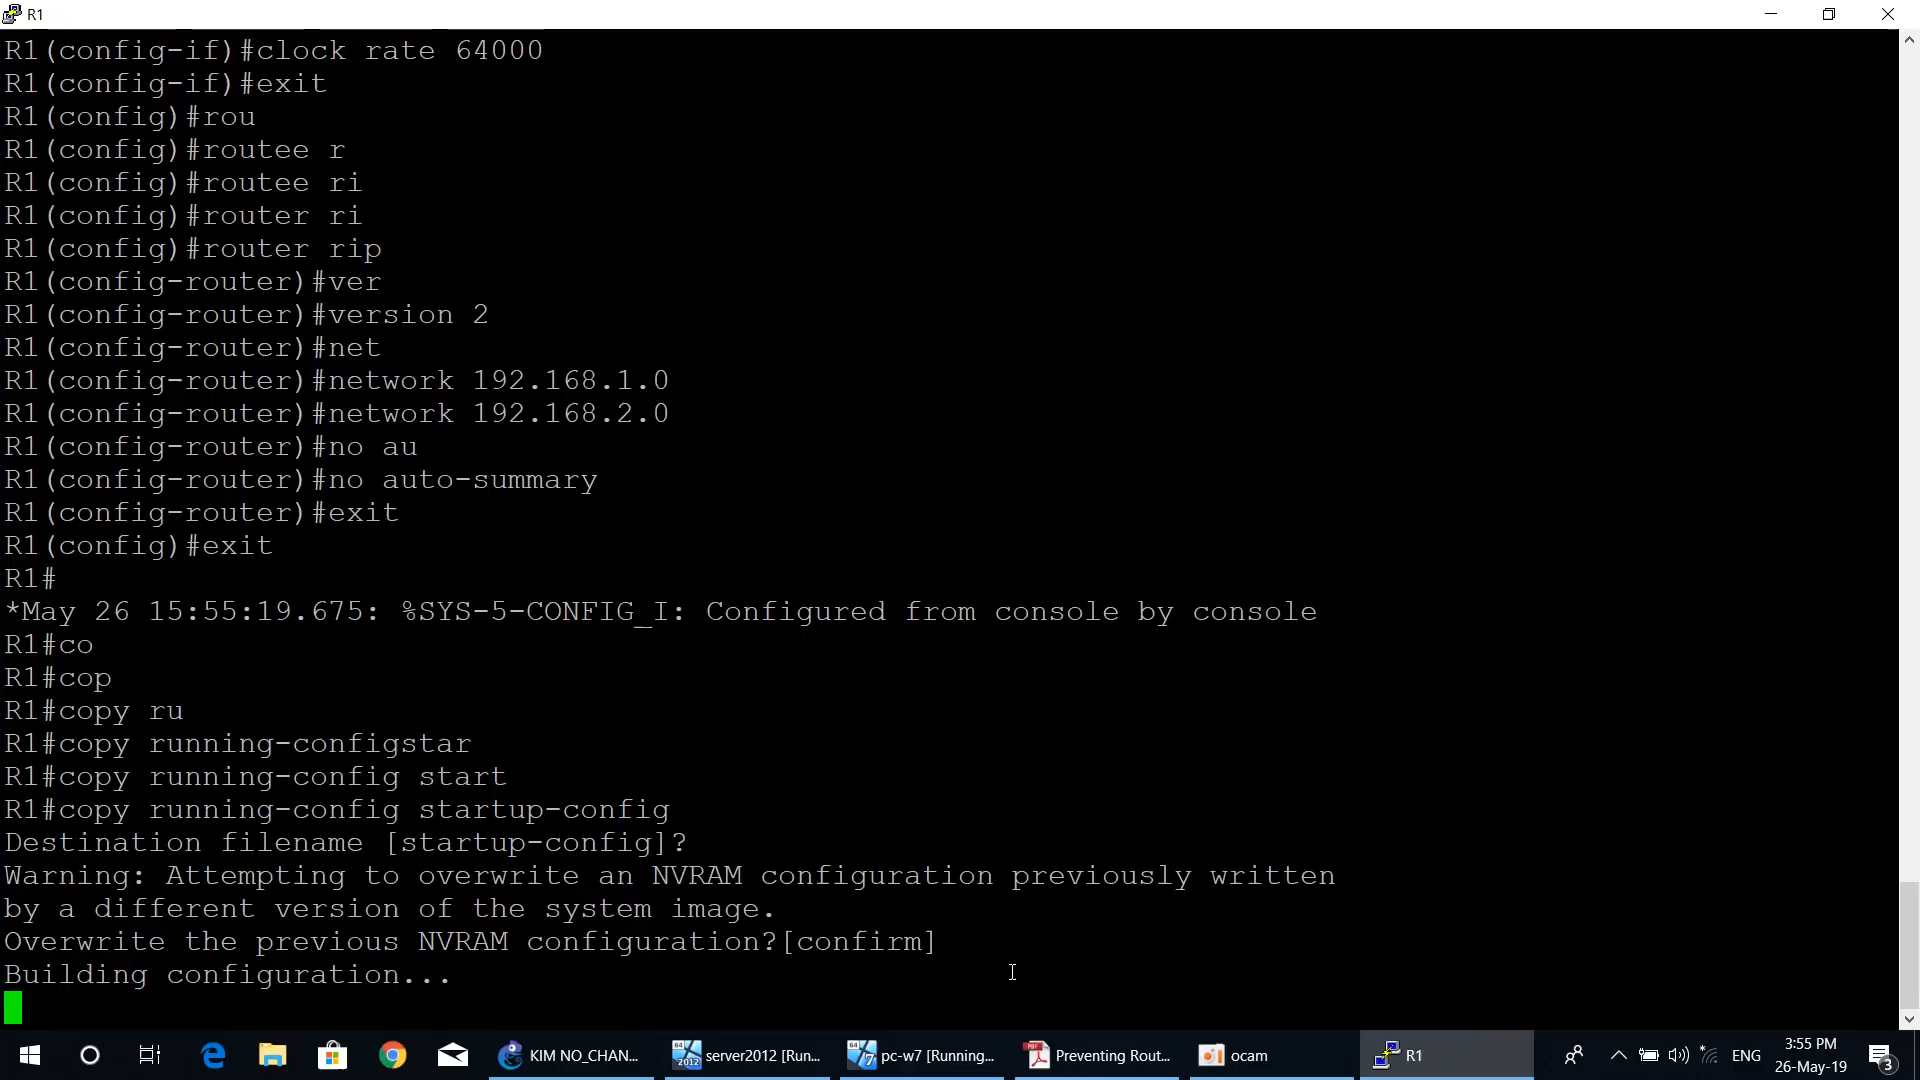 R1
R1(config-if)#clock rate 64000
R1(config-if)#exit
R1(config)#rou
R1(config)#routee r
R1(config)#routee ri
R1(config)#router ri
R1(config)#router rip
R1(config-router)#ver
R1(config-router)#version 2
R1(config-router)#net
R1(config-router)#network 192.168.1.0
R1(config-router)#network 192.168.2.0
R1(config-router)#no au
R1(config-router)#no auto-summary
R1(config-router)#exit
R1(config)#exit
R1#
*May 26 15:55:19.675: %SYS-5-CONFIG_I: Configured from console by console
R1#co
R1#cop
R1#copy ru
R1#copy running-configstar
R1#copy running-config start
R1#copy running-config startup-config
Destination filename [startup-config]?
Warning: Attempting to overwrite an NVRAM configuration previously written
by a different version of the system image.
Overwrite the previous NVRAM configuration?[confirm]
Building configuration...
KIM NO_CHAN... server2012 [Run... pc-w7 [Running... Preventing Rout... ocam R1 ENG 3:55 PM
26-May-19 3